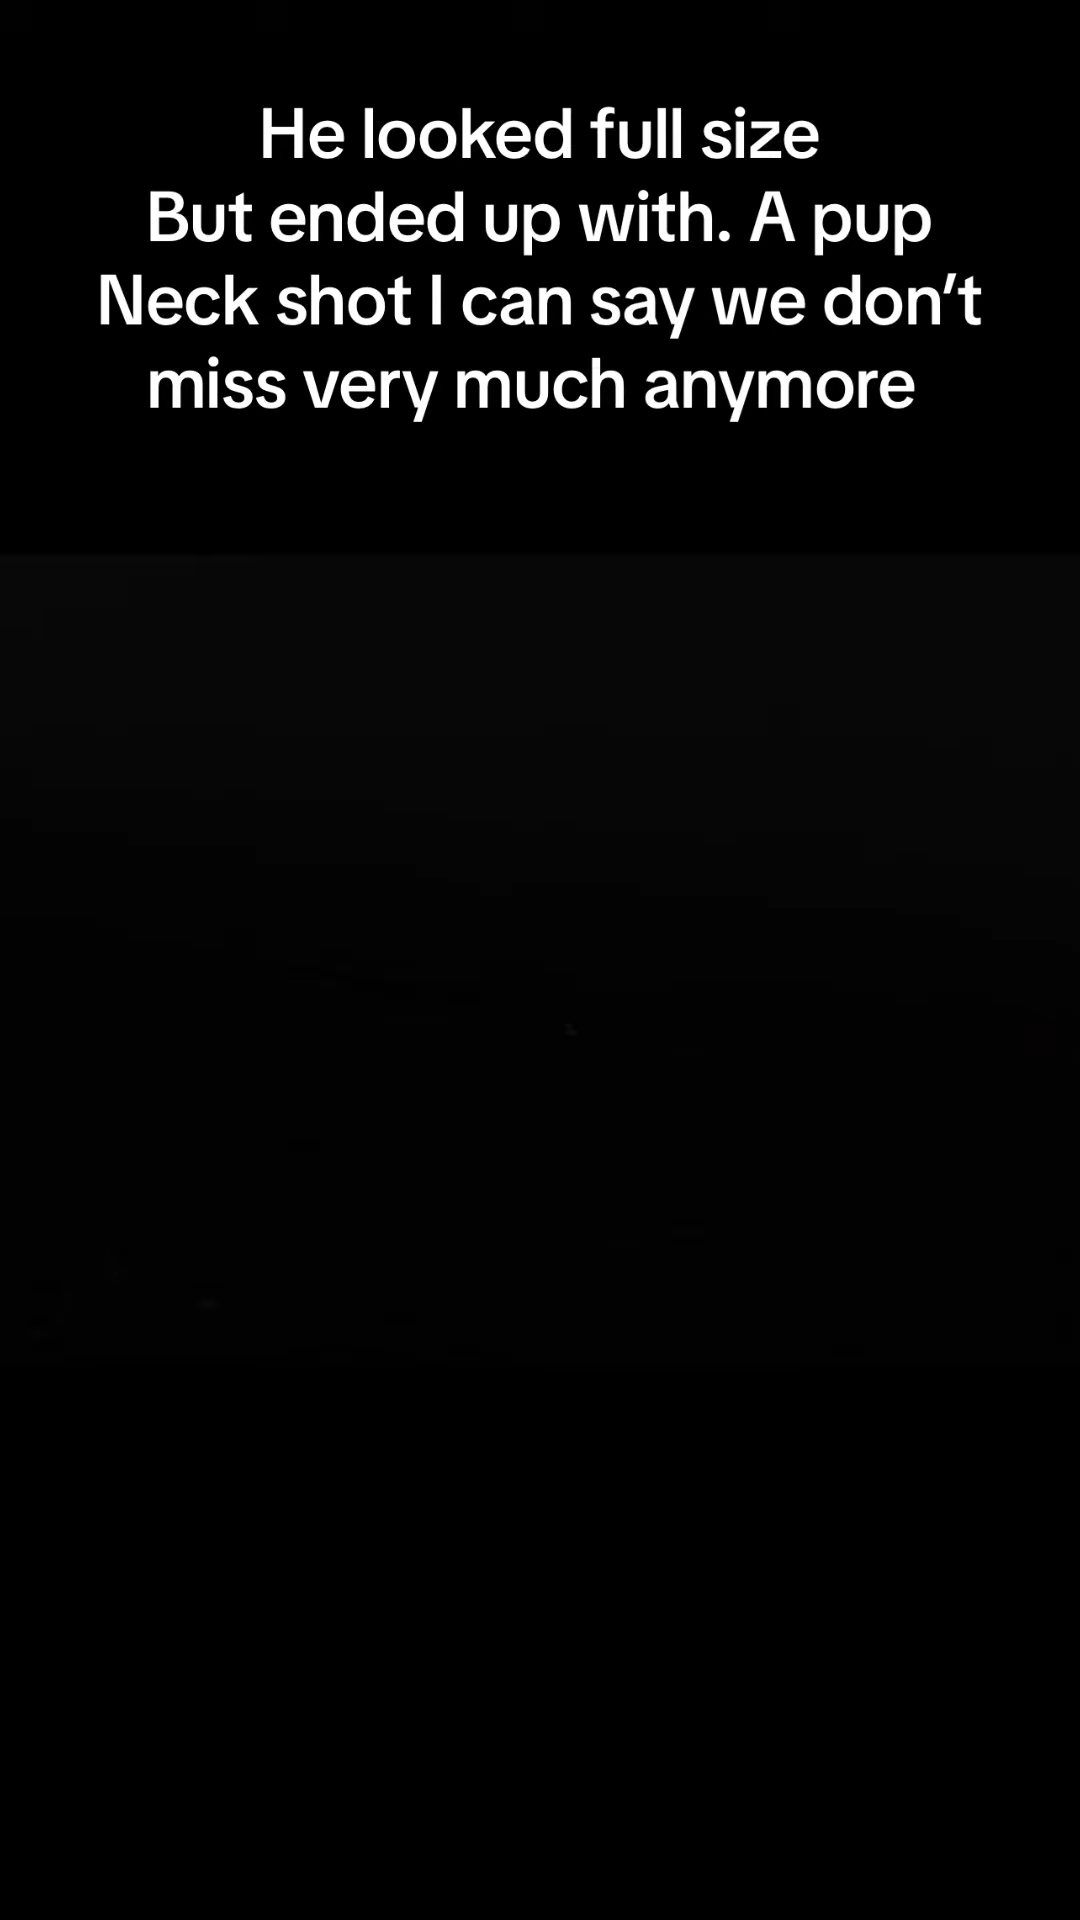 He looked full size
But ended up with. A pup
Neck shot I can say we don’t
miss very much anymore